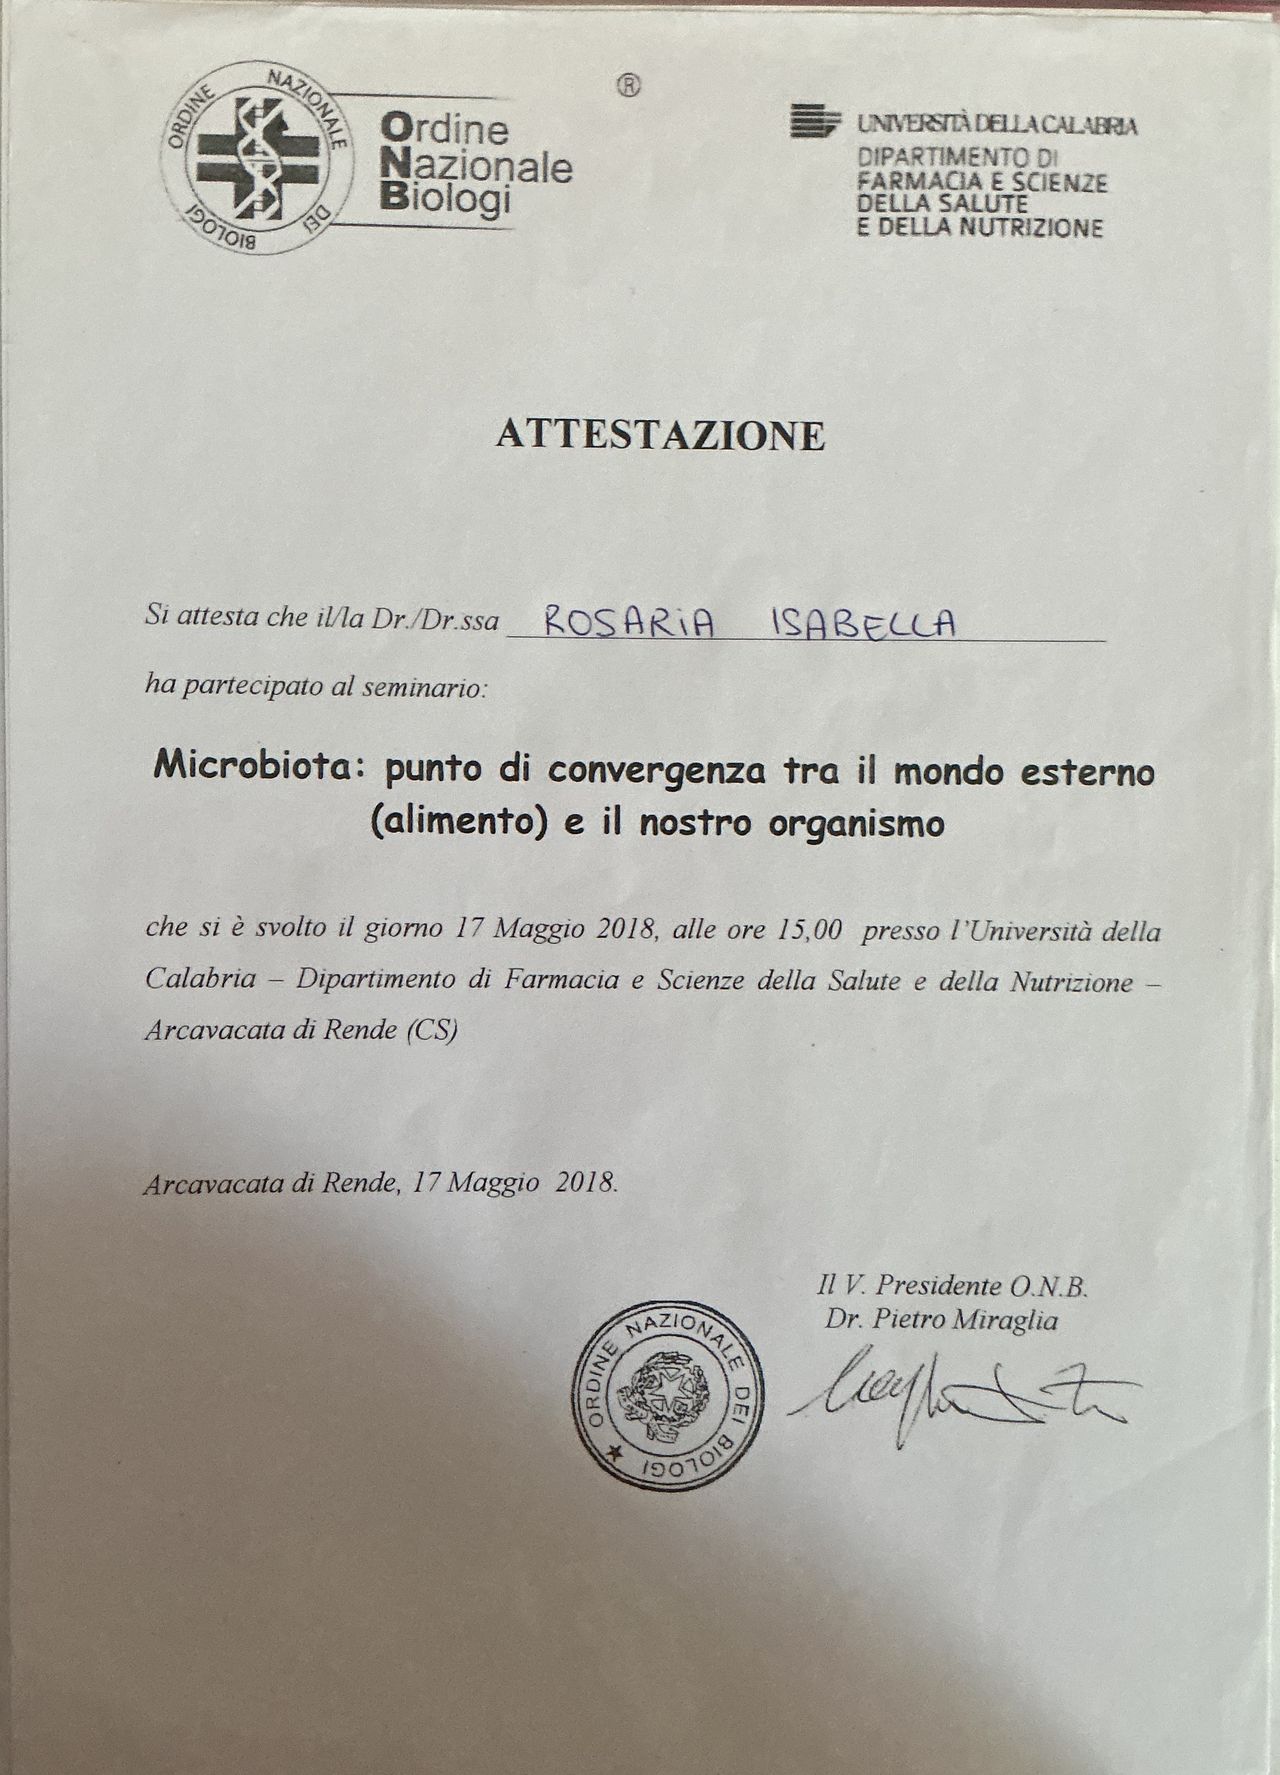 ORDINE NAZIONALE DEI BIOLOGI
Ordine
Nazionale
Biologi
®
UNIVERSITÀ DELLA CALABRIA
DIPARTIMENTO DI
FARMACIA E SCIENZE
DELLA SALUTE
E DELLA NUTRIZIONE
ATTESTAZIONE
Si attesta che il/la Dr./Dr.ssa ROSARIA ISABELLA
ha partecipato al seminario:
Microbiota: punto di convergenza tra il mondo esterno
(alimento) e il nostro organismo
che si è svolto il giorno 17 Maggio 2018, alle ore 15,00 presso l'Università della
Calabria – Dipartimento di Farmacia e Scienze della Salute e della Nutrizione –
Arcavacata di Rende (CS)
Arcavacata di Rende, 17 Maggio 2018.
Il V. Presidente O.N.B.
Dr. Pietro Miraglia
ORDINE NAZIONALE DEI BIOLOGI